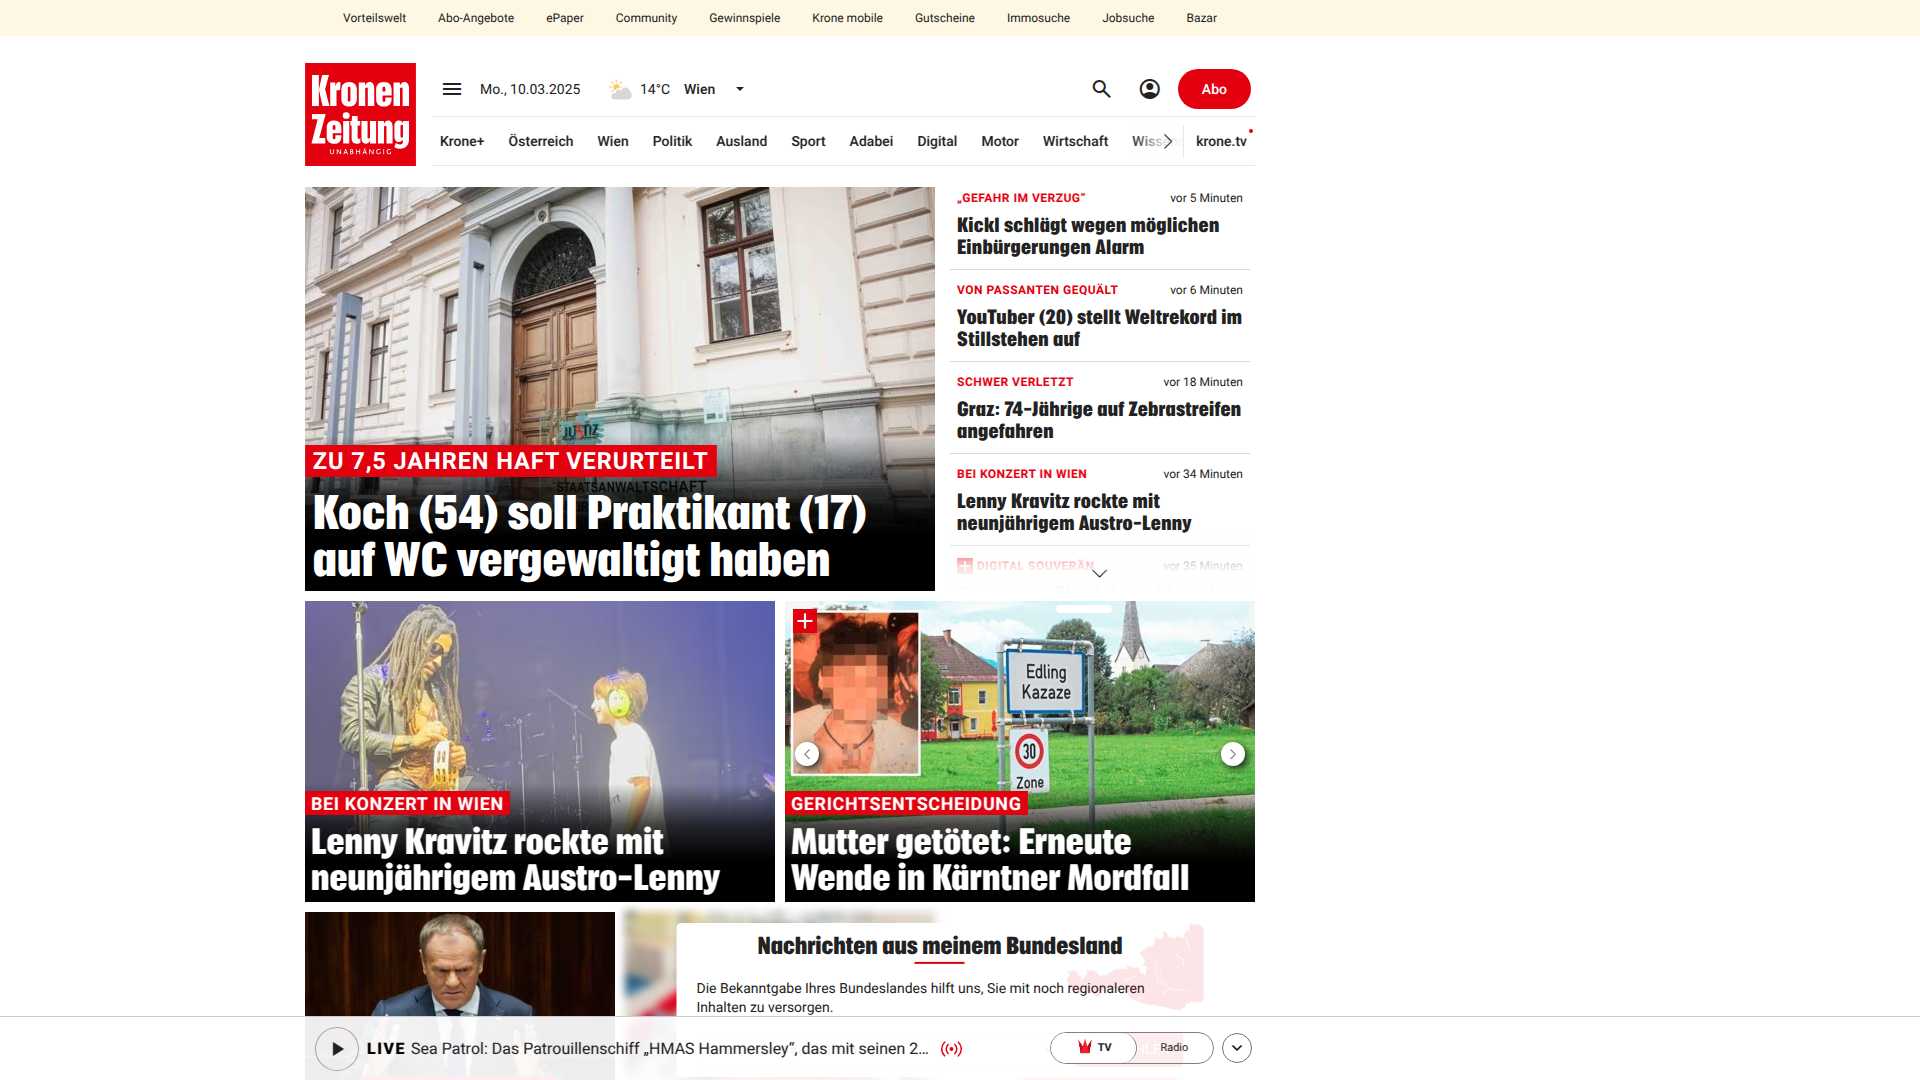 Vorteilswelt Abo-Angebote ePaper Community Gewinnspiele Krone mobile Gutscheine Immosuche Jobsuche Bazar
Kronen
Zeitung
UNABHÄNGIG
Mo., 10.03.2025 14°C Wien
Abo
Krone+ Österreich Wien Politik Ausland Sport Adabei Digital Motor Wirtschaft krone.tv
JUSTIZ
STAATSANWALTSCHAFT
ZU 7,5 JAHREN HAFT VERURTEILT
Koch (54) soll Praktikant (17)
auf WC vergewaltigt haben
„GEFAHR IM VERZUG“ vor 5 Minuten
Kickl schlägt wegen möglichen
Einbürgerungen Alarm
VON PASSANTEN GEQUÄLT vor 6 Minuten
YouTuber (20) stellt Weltrekord im
Stillstehen auf
SCHWER VERLETZT vor 18 Minuten
Graz: 74-Jährige auf Zebrastreifen
angefahren
BEI KONZERT IN WIEN vor 34 Minuten
Lenny Kravitz rockte mit
neunjährigem Austro-Lenny
DIGITAL SOUVERÄN vor 35 Minuten
BEI KONZERT IN WIEN
Lenny Kravitz rockte mit
neunjährigem Austro-Lenny
Edling
Kazaze
30
Zone
GERICHTSENTSCHEIDUNG
Mutter getötet: Erneute
Wende in Kärntner Mordfall
Nachrichten aus meinem Bundesland
Die Bekanntgabe Ihres Bundeslandes hilft uns, Sie mit noch regionaleren
Inhalten zu versorgen.
LIVE Sea Patrol: Das Patrouillenschiff „HMAS Hammersley“, das mit seinen 2...
TV Radio